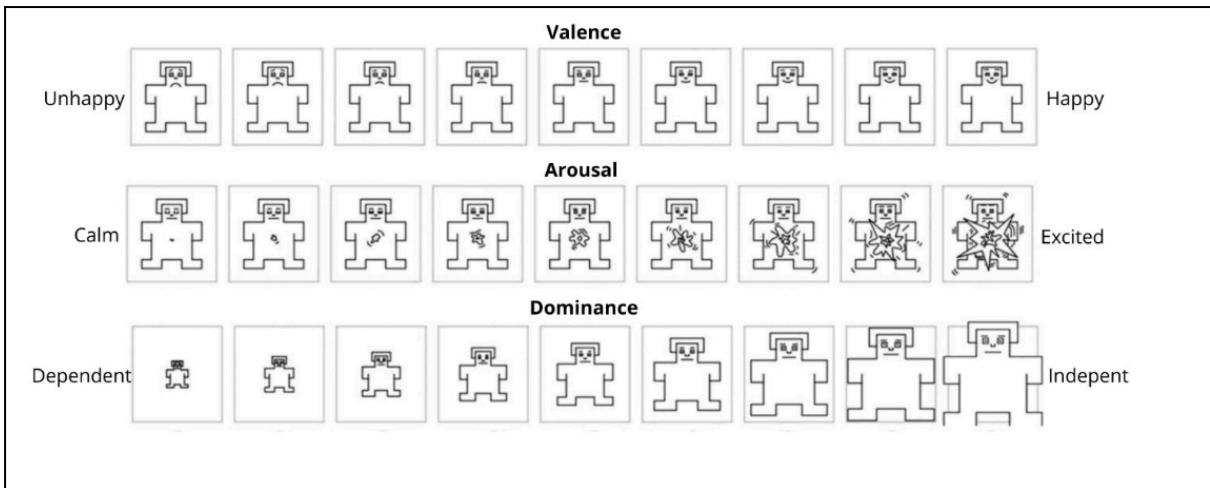 Valence
Unhappy Happy
Arousal
Calm Excited
Dominance
Dependent Indepent